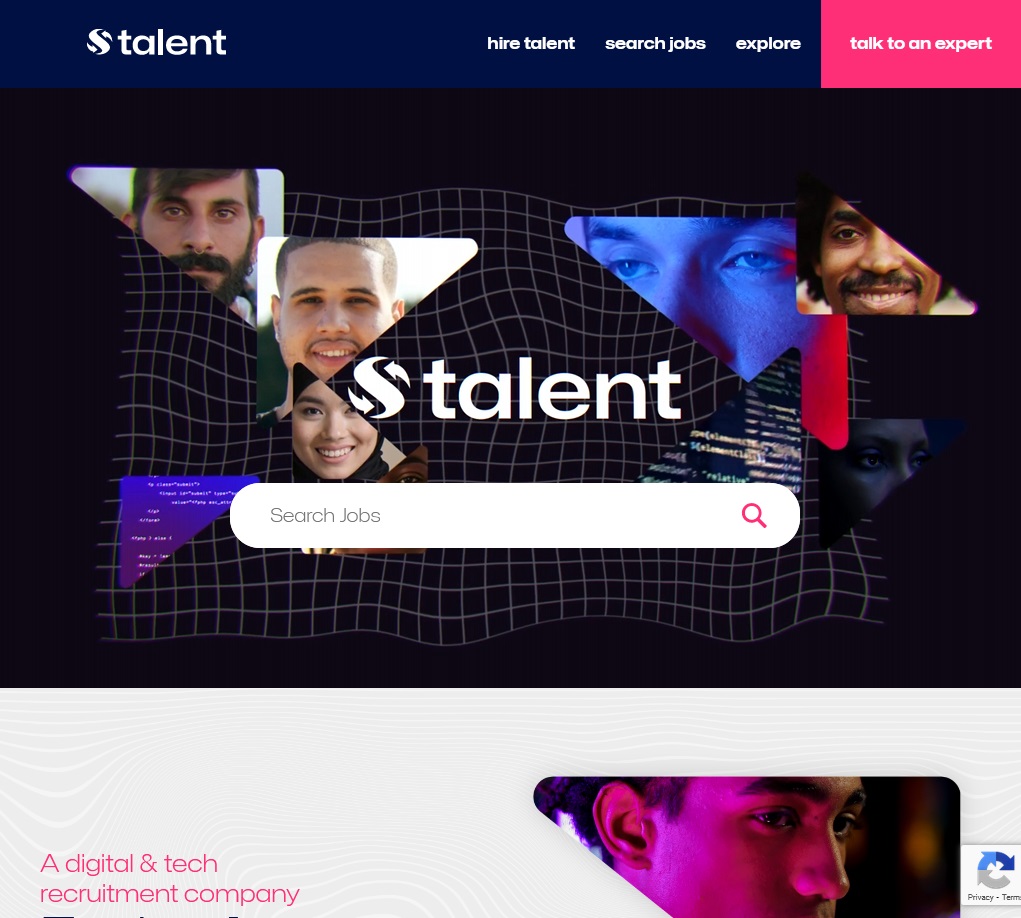 talent
hire talent
search jobs
explore
talk to an expert
talent
Search Jobs
A digital & tech
recruitment company
Privacy - Terms